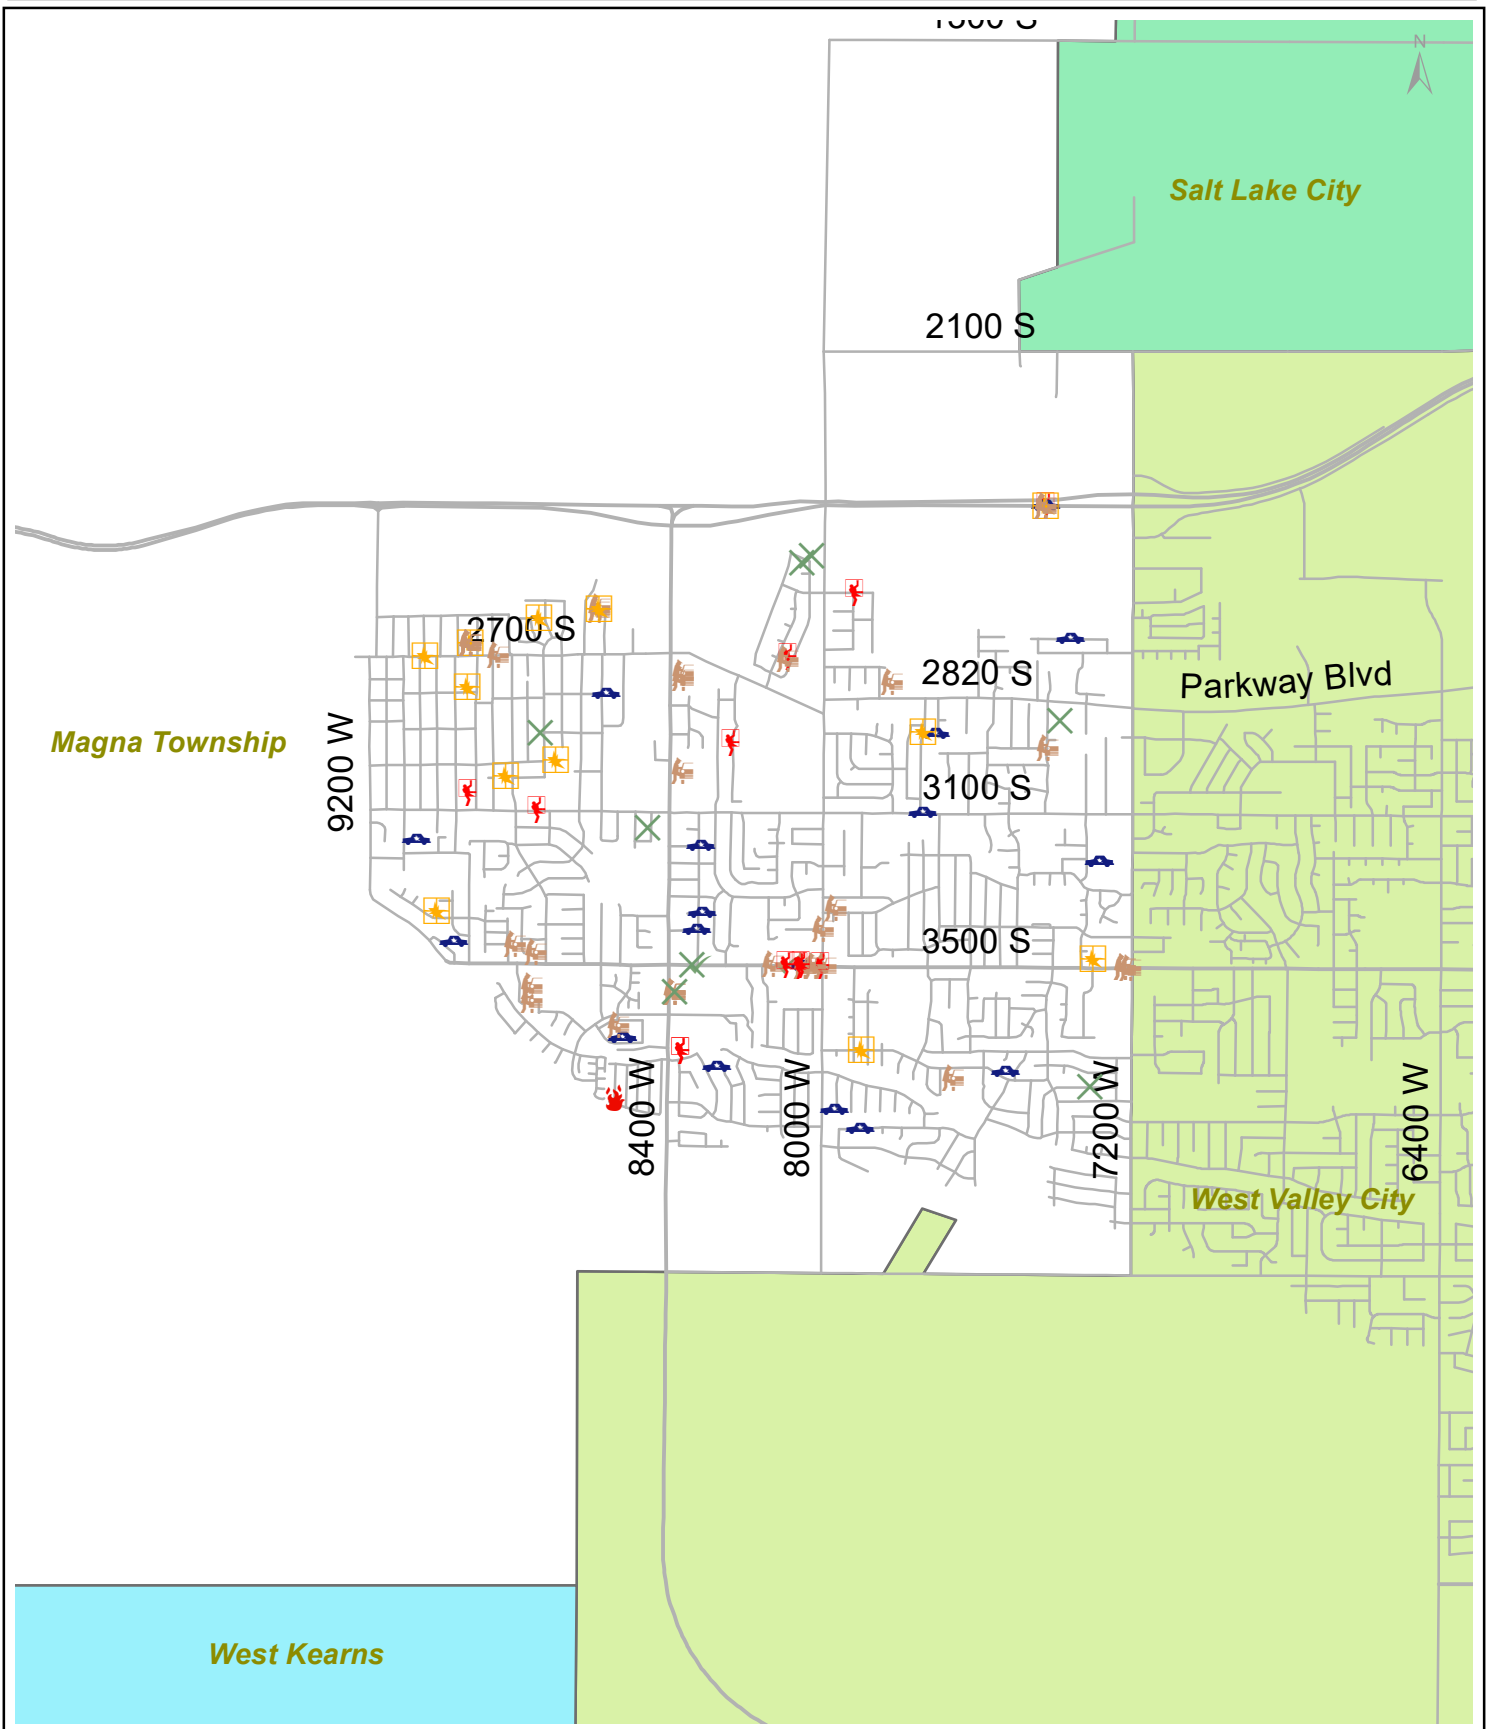 N
Salt Lake City
2100 S
2700 S
2820 S
Parkway Blvd
Magna Township
9200 W
3100 S
3500 S
8400 W
8000 W
7200 W
6400 W
West Valley City
West Kearns